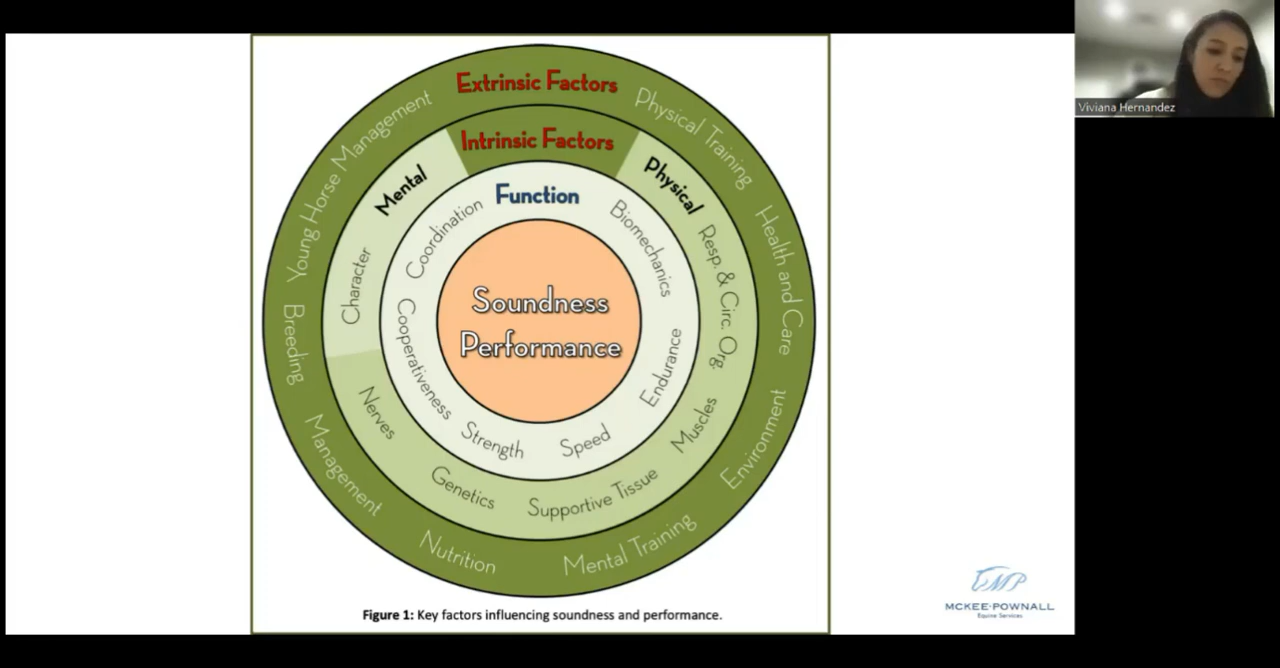 Extrinsic Factors
Physical Training
Health and Care
Environment
Mental Training
Nutrition
Management
Breeding
Young Horse Management
Intrinsic Factors
Physical
Resp. & Circ. Org.
Muscles
Supportive Tissue
Genetics
Nerves
Character
Mental
Function
Biomechanics
Endurance
Speed
Strength
Cooperativeness
Coordination
Soundness
Performance
Figure 1: Key factors influencing soundness and performance.
Viviana Hernandez
MP
MCKEE-POWNALL
Equine Services